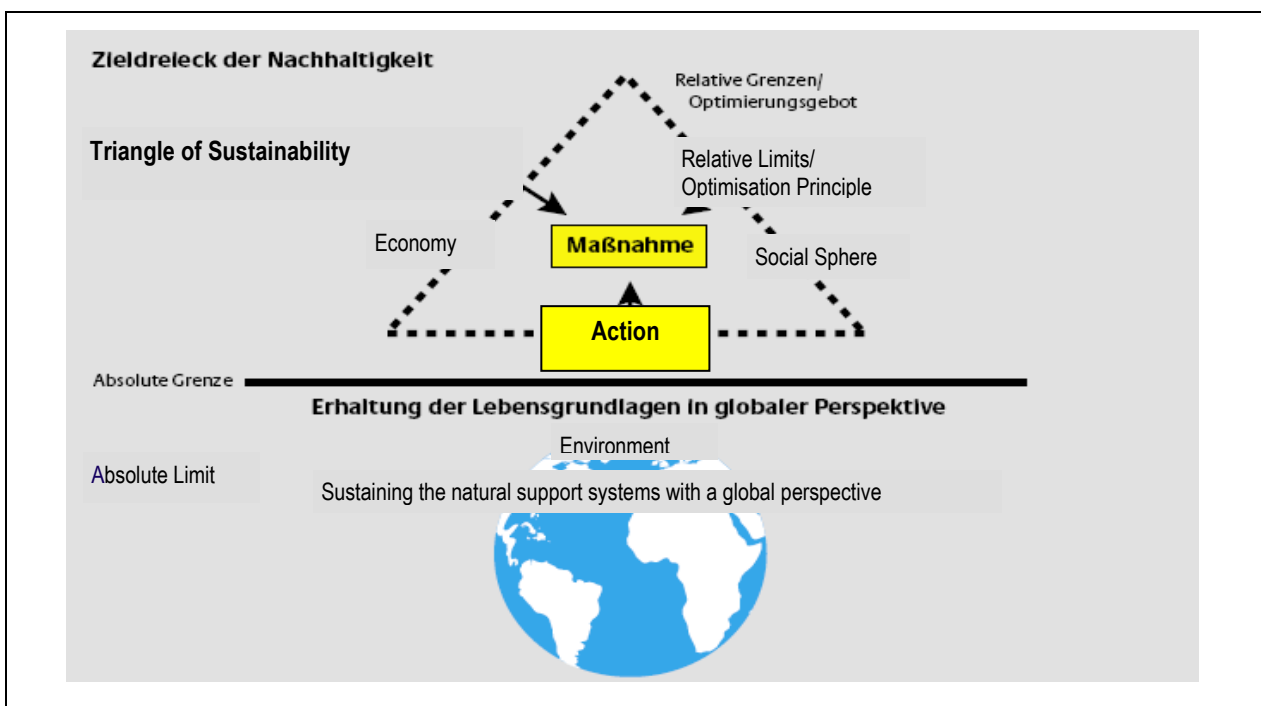 Zieldreieck der Nachhaltigkeit
Relative Grenzen/
Optimierungsgebot
Triangle of Sustainability
Relative Limits/
Optimisation Principle
Economy
Maßnahme
Social Sphere
Action
Absolute Grenze
Erhaltung der Lebensgrundlagen in globaler Perspektive
Environment
Absolute Limit
Sustaining the natural support systems with a global perspective